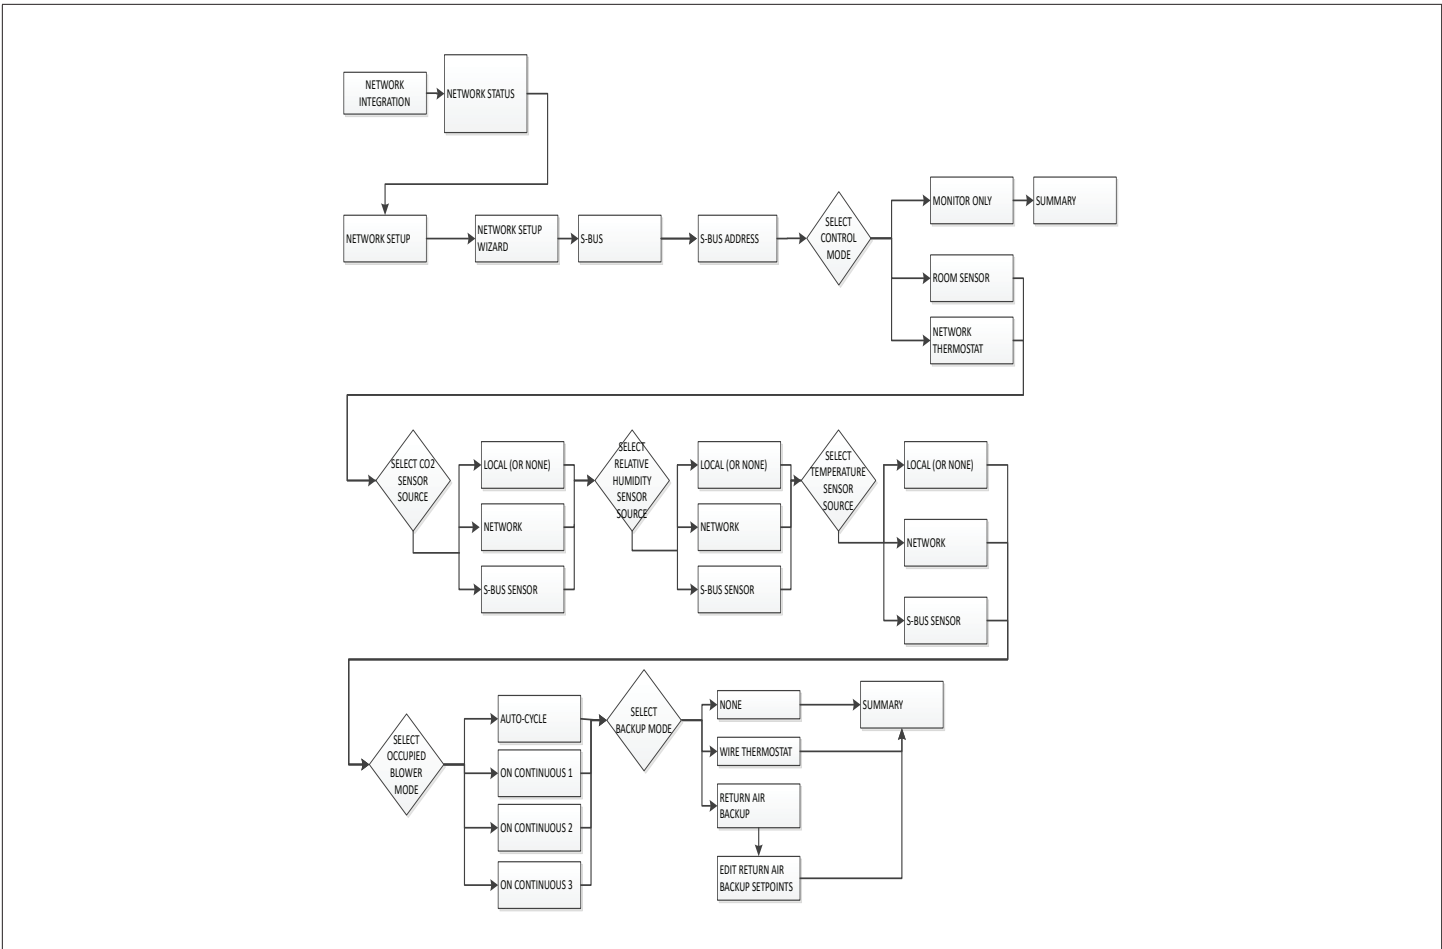 NETWORK
INTEGRATION
NETWORK STATUS
NETWORK SETUP
NETWORK SETUP
WIZARD
S-BUS
S-BUS ADDRESS
SELECT
CONTROL
MODE
MONITOR ONLY
SUMMARY
ROOM SENSOR
NETWORK
THERMOSTAT
SELECT CO2
SENSOR
SOURCE
LOCAL (OR NONE)
NETWORK
S-BUS SENSOR
SELECT
RELATIVE
HUMIDITY
SENSOR
SOURCE
LOCAL (OR NONE)
NETWORK
S-BUS SENSOR
SELECT
TEMPERATURE
SENSOR
SOURCE
LOCAL (OR NONE)
NETWORK
S-BUS SENSOR
SELECT
OCCUPIED
BLOWER
MODE
AUTO-CYCLE
ON CONTINUOUS 1
ON CONTINUOUS 2
ON CONTINUOUS 3
SELECT
BACKUP MODE
NONE
WIRE THERMOSTAT
RETURN AIR
BACKUP
EDIT RETURN AIR
BACKUP SETPOINTS
SUMMARY